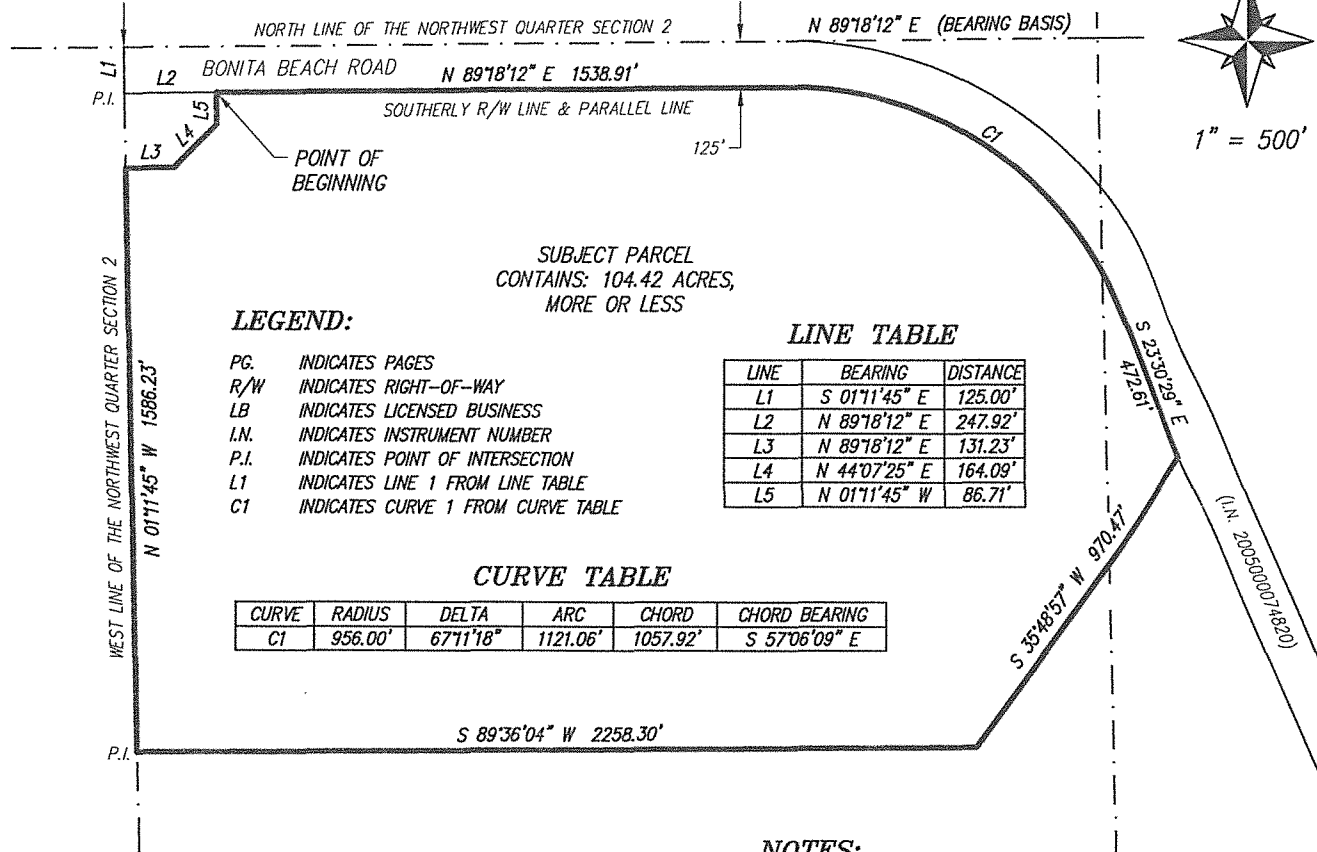 NORTH LINE OF THE NORTHWEST QUARTER SECTION 2
N 89°18'12" E (BEARING BASIS)
L1
L2
BONITA BEACH ROAD
N 89°18'12" E 1538.91'
P.I.
L5
SOUTHERLY R/W LINE & PARALLEL LINE
L4
C1
L3
125'
1" = 500'
POINT OF
BEGINNING
SUBJECT PARCEL
CONTAINS: 104.42 ACRES,
MORE OR LESS
WEST LINE OF THE NORTHWEST QUARTER SECTION 2
N 01°11'45" W 1586.23'
LEGEND:
PG. INDICATES PAGES
R/W INDICATES RIGHT-OF-WAY
LB INDICATES LICENSED BUSINESS
I.N. INDICATES INSTRUMENT NUMBER
P.I. INDICATES POINT OF INTERSECTION
L1 INDICATES LINE 1 FROM LINE TABLE
C1 INDICATES CURVE 1 FROM CURVE TABLE
LINE TABLE
LINE BEARING DISTANCE
L1 S 01°11'45" E 125.00'
L2 N 89°18'12" E 247.92'
L3 N 89°18'12" E 131.23'
L4 N 44°07'25" E 164.09'
L5 N 01°11'45" W 86.71'
S 23°30'29" E
472.61'
(I.N. 2005000074820)
CURVE TABLE
CURVE RADIUS DELTA ARC CHORD CHORD BEARING
C1 956.00' 67°11'18" 1121.06' 1057.92' S 57°06'09" E
S 35°48'57" W 970.47'
S 89°36'04" W 2258.30'
P.I.
NOTES: